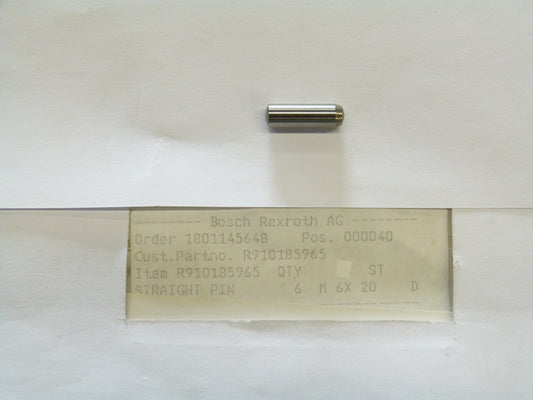 --------- Bosch Rexroth AG ---------
Order 1801145648 Pos. 000040
Cust.Partno. R910185965
Item R910185965 QTY ST
STRAIGHT PIN 6 M 6X 20 D